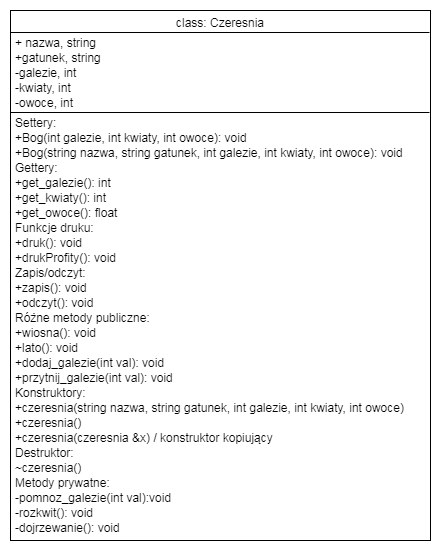 class: Czeresnia
+ nazwa, string
+gatunek, string
-galezie, int
-kwiaty, int
-owoce, int
Settery:
+Bog(int galezie, int kwiaty, int owoce): void
+Bog(string nazwa, string gatunek, int galezie, int kwiaty, int owoce): void
Gettery:
+get_galezie(): int
+get_kwiaty(): int
+get_owoce(): float
Funkcje druku:
+druk(): void
+drukProfity(): void
Zapis/odczyt:
+zapis(): void
+odczyt(): void
Różne metody publiczne:
+wiosna(): void
+lato(): void
+dodaj_galezie(int val): void
+przytnij_galezie(int val): void
Konstruktory:
+czeresnia(string nazwa, string gatunek, int galezie, int kwiaty, int owoce)
+czeresnia()
+czeresnia(czeresnia &x) / konstruktor kopiujący
Destruktor:
~czeresnia()
Metody prywatne:
-pomnoz_galezie(int val):void
-rozkwit(): void
-dojrzewanie(): void